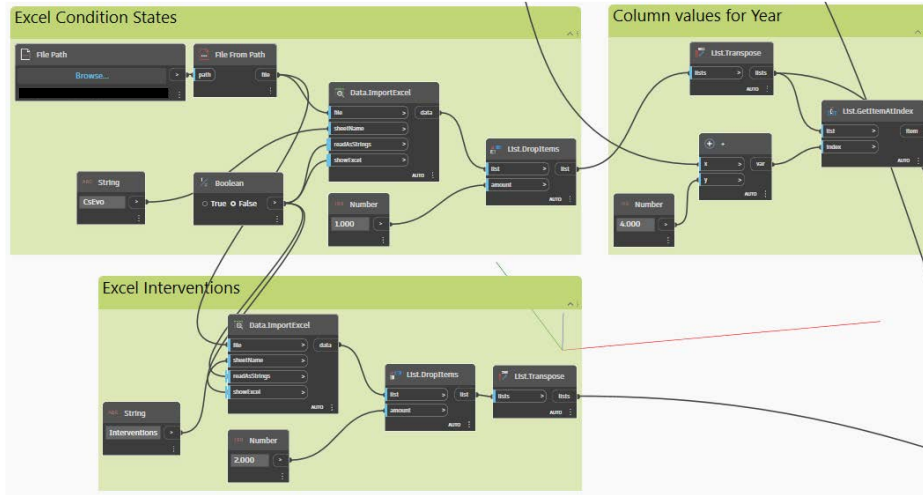 Excel Condition States
File Path
Browse...
>
File From Path
path
file
Data.ImportExcel
file > data
sheetName >
readAsStrings >
showExcel >
AUTO
List.DropItems
list > list
amount >
AUTO
String
CsEvo >
Boolean
True False >
Number
1.000 >
Column values for Year
List.Transpose
lists > lists
AUTO
List.GetItemAtIndex
list > item
index >
AUTO
x > var
y >
AUTO
Number
4.000 >
Excel Interventions
Data.ImportExcel
file > data
sheetName >
readAsStrings >
showExcel >
AUTO
List.DropItems
list > list
amount >
AUTO
List.Transpose
lists > lists
AUTO
String
Interventions >
Number
2.000 >